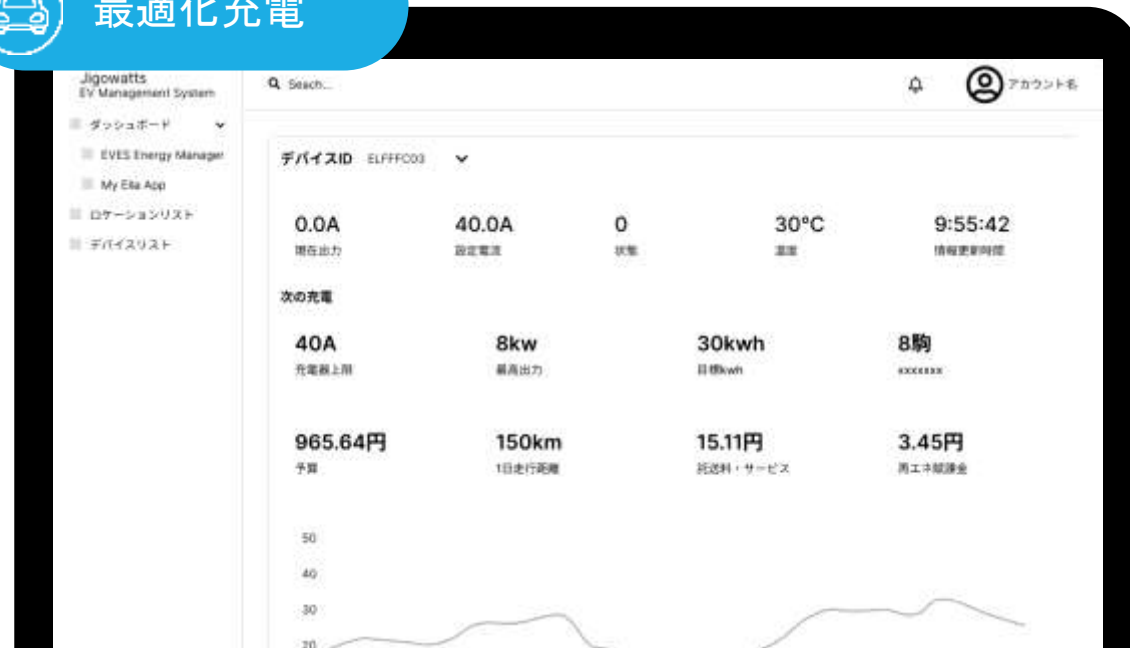 最適化充電
Jigowatts
EV Management System
Seach...
アカウント名
ダッシュボード
EVES Energy Manager
My Ella App
ロケーションリスト
デバイスリスト
デバイスID ELFFFC03
0.0A 40.0A 0 30°C 9:55:42
現在出力 設定電流 状態 温度 情報更新時間
次の充電
40A 8kw 30kwh 8駒
充電器上限 最高出力 目標kwh xxxxxxx
965.64円 150km 15.11円 3.45円
予算 1日走行距離 託送料・サービス 再エネ賦課金
50
40
30
20